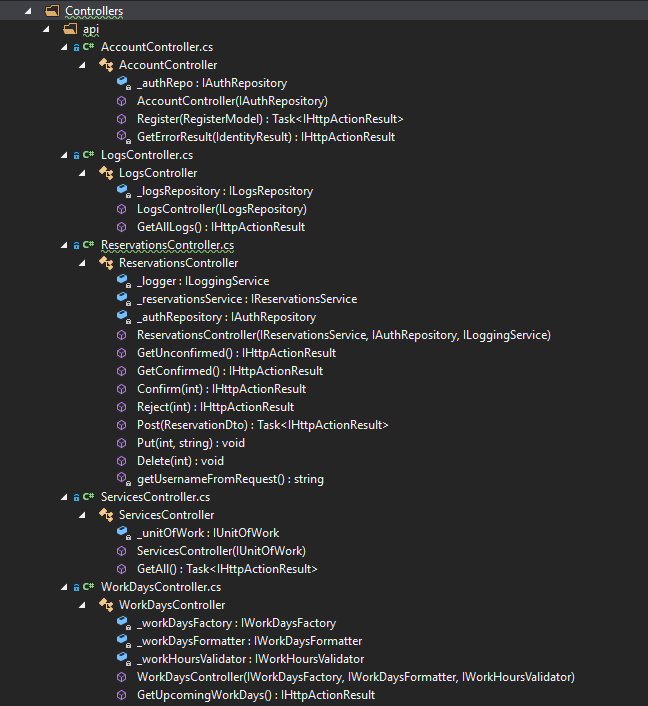 Controllers
api
C# AccountController.cs
AccountController
_authRepo : IAuthRepository
AccountController(IAuthRepository)
Register(RegisterModel) : Task<IHttpActionResult>
GetErrorResult(IdentityResult) : IHttpActionResult
C# LogsController.cs
LogsController
_logsRepository : ILogsRepository
LogsController(ILogsRepository)
GetAllLogs() : IHttpActionResult
C# ReservationsController.cs
ReservationsController
_logger : ILoggingService
_reservationsService : IReservationsService
_authRepository : IAuthRepository
ReservationsController(IReservationsService, IAuthRepository, ILoggingService)
GetUnconfirmed() : IHttpActionResult
GetConfirmed() : IHttpActionResult
Confirm(int) : IHttpActionResult
Reject(int) : IHttpActionResult
Post(ReservationDto) : Task<IHttpActionResult>
Put(int, string) : void
Delete(int) : void
getUsernameFromRequest() : string
C# ServicesController.cs
ServicesController
_unitOfWork : IUnitOfWork
ServicesController(IUnitOfWork)
GetAll() : Task<IHttpActionResult>
C# WorkDaysController.cs
WorkDaysController
_workDaysFactory : IWorkDaysFactory
_workDaysFormatter : IWorkDaysFormatter
_workHoursValidator : IWorkHoursValidator
WorkDaysController(IWorkDaysFactory, IWorkDaysFormatter, IWorkHoursValidator)
GetUpcomingWorkDays() : IHttpActionResult